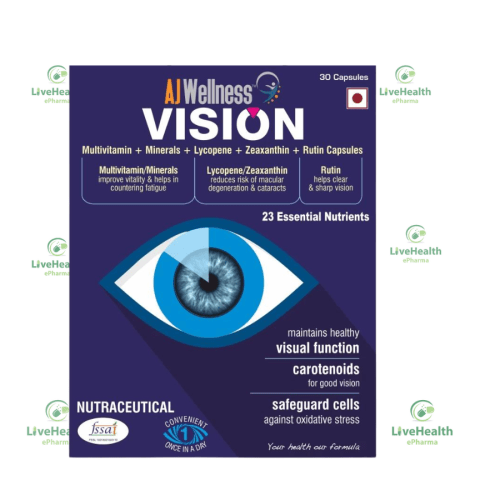 30 Capsules
AJ Wellness
VISION
Multivitamin + Minerals + Lycopene + Zeaxanthin + Rutin Capsules
Multivitamin/Minerals
improve vitality & helps in
countering fatigue
Lycopene/Zeaxanthin
reduces risk of macular
degeneration & cataracts
Rutin
helps clear
& sharp vision
23 Essential Nutrients
maintains healthy
visual function
carotenoids
for good vision
safeguard cells
against oxidative stress
NUTRACEUTICAL
fssai
CONVENIENT
1
ONCE IN A DAY
Your health our formula
LiveHea
ePharma
LiveHealth
ePharma
LiveHea
ePharma
LiveHealth
ePharma
LiveHea
ePharma
LiveHealth
ePharma